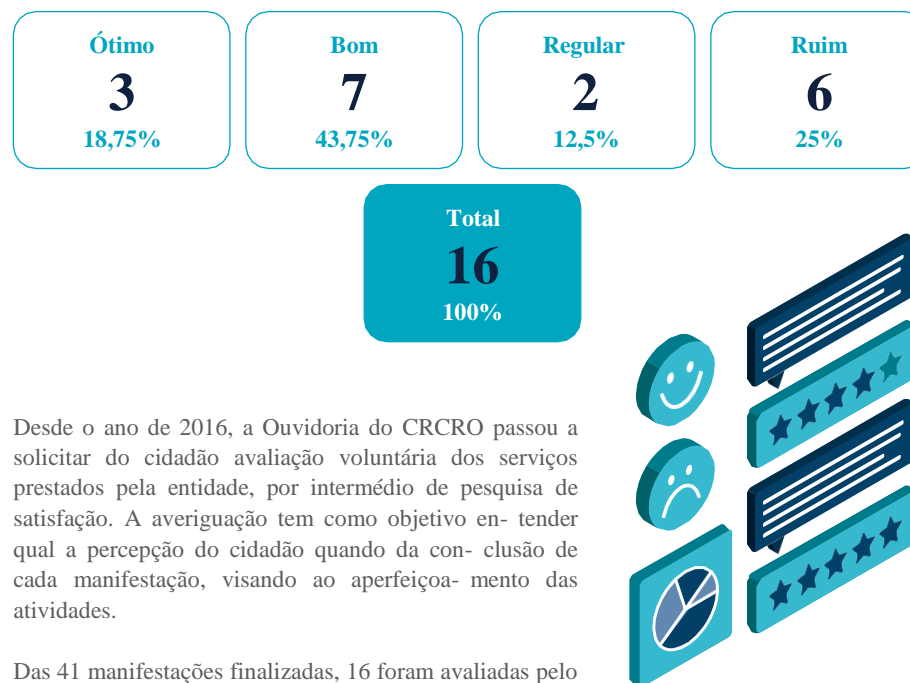 Ótimo
3
18,75%
Bom
7
43,75%
Regular
2
12,5%
Ruim
6
25%
Total
16
100%
Desde o ano de 2016, a Ouvidoria do CRCRO passou a
solicitar do cidadão avaliação voluntária dos serviços
prestados pela entidade, por intermédio de pesquisa de
satisfação. A averiguação tem como objetivo en- tender
qual a percepção do cidadão quando da con- clusão de
cada manifestação, visando ao aperfeiçoa- mento das
atividades.
Das 41 manifestações finalizadas, 16 foram avaliadas pelo